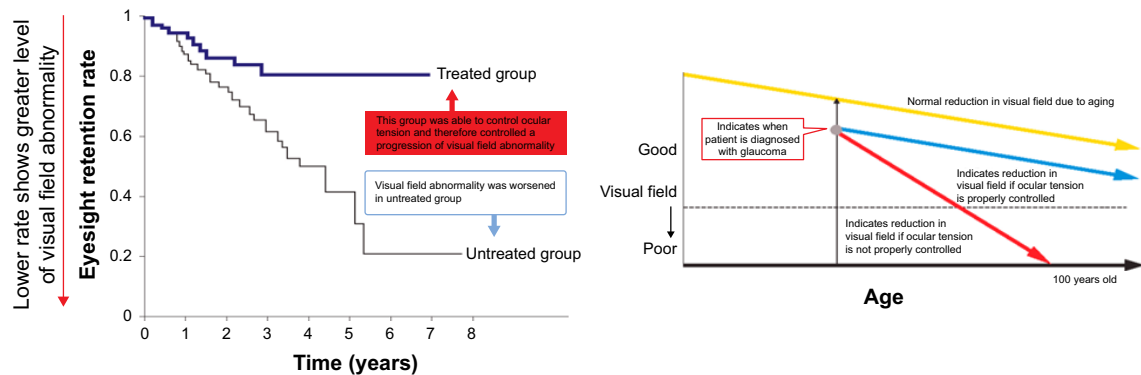 Lower rate shows greater level
of visual field abnormality
Eyesight retention rate
1
0.8
0.6
0.4
0.2
0
0
1
2
3
4
5
6
7
8
Time (years)
Treated group
This group was able to control ocular
tension and therefore controlled a
progression of visual field abnormality
Visual field abnormality was worsened
in untreated group
Untreated group
Good
Visual field
Poor
Normal reduction in visual field due to aging
Indicates when
patient is diagnosed
with glaucoma
Indicates reduction in
visual field if ocular tension
is properly controlled
Indicates reduction in
visual field if ocular tension
is not properly controlled
100 years old
Age